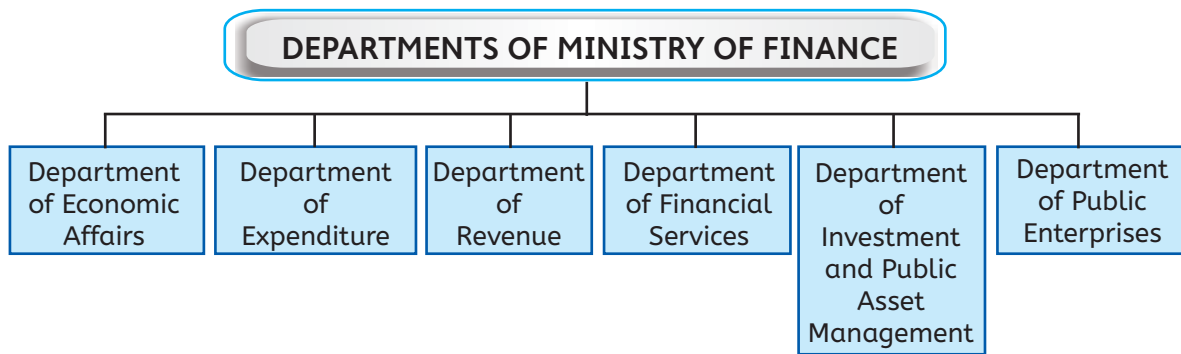 DEPARTMENTS OF MINISTRY OF FINANCE
Department
of Economic
Affairs
Department
of
Expenditure
Department
of
Revenue
Department
of Financial
Services
Department
of
Investment
and Public
Asset
Management
Department
of Public
Enterprises